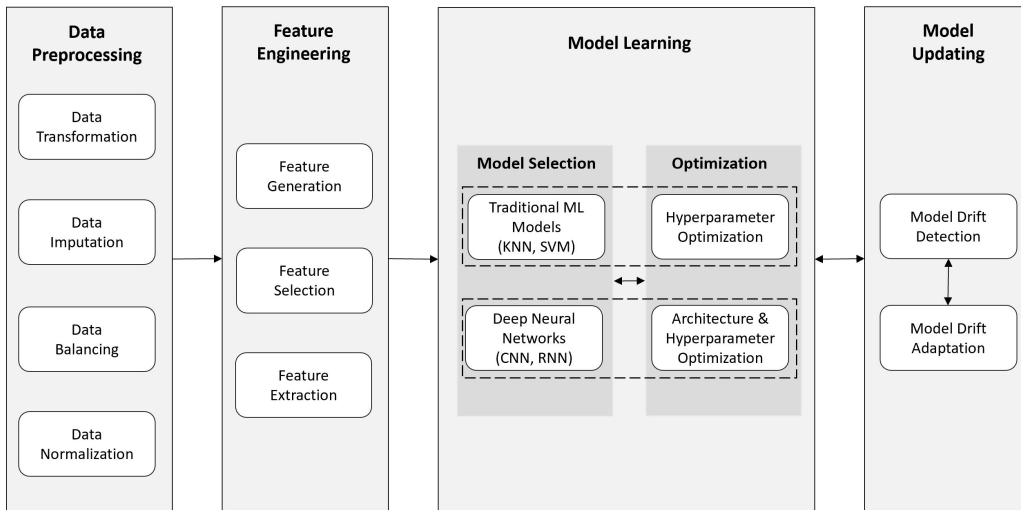 Data
Preprocessing
Data
Transformation
Data
Imputation
Data
Balancing
Data
Normalization
Feature
Engineering
Feature
Generation
Feature
Selection
Feature
Extraction
Model Learning
Model Selection
Traditional ML
Models
(KNN, SVM)
Deep Neural
Networks
(CNN, RNN)
Optimization
Hyperparameter
Optimization
Architecture &
Hyperparameter
Optimization
Model
Updating
Model Drift
Detection
Model Drift
Adaptation